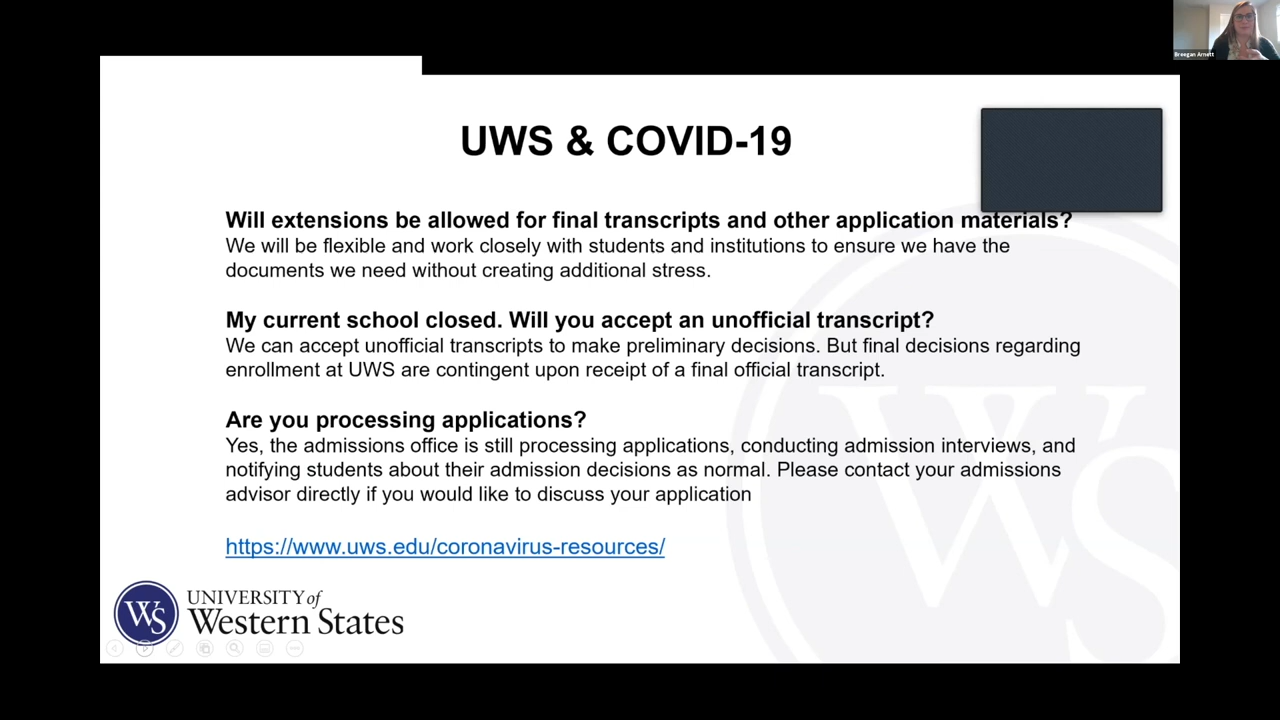 Breegan Arnett
UWS & COVID-19
Will extensions be allowed for final transcripts and other application materials?
We will be flexible and work closely with students and institutions to ensure we have the
documents we need without creating additional stress.
My current school closed. Will you accept an unofficial transcript?
We can accept unofficial transcripts to make preliminary decisions. But final decisions regarding
enrollment at UWS are contingent upon receipt of a final official transcript.
Are you processing applications?
Yes, the admissions office is still processing applications, conducting admission interviews, and
notifying students about their admission decisions as normal. Please contact your admissions
advisor directly if you would like to discuss your application
https://www.uws.edu/coronavirus-resources/
WS
UNIVERSITY of
Western States
WS